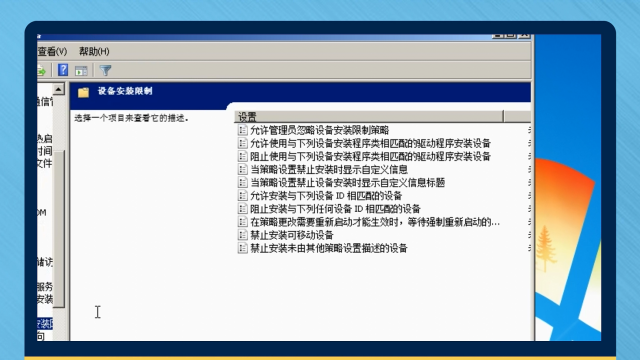 查看(V) 帮助(H)
设备安装限制
选择一个项目来查看它的描述。
设置
允许管理员忽略设备安装限制策略
允许使用与下列设备安装程序类相匹配的驱动程序安装设备
阻止使用与下列设备安装程序类相匹配的驱动程序安装设备
当策略设置禁止安装时显示自定义信息
当策略设置禁止设备安装时显示自定义信息标题
允许安装与下列设备 ID 相匹配的设备
阻止安装与下列任何设备 ID 相匹配的设备
在策略更改需要重新启动才能生效时，等待强制重新启动的...
禁止安装可移动设备
禁止安装未由其他策略设置描述的设备
热启
时间
文件
OM
储访
服务
安装
问